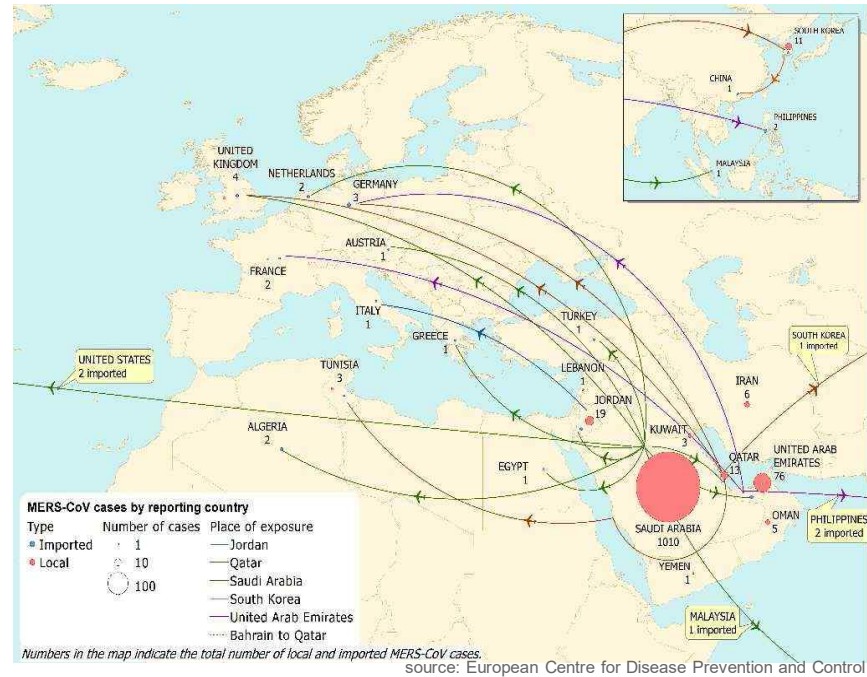 SOUTH KOREA
11
CHINA
1
PHILIPPINES
2
MALAYSIA
1
UNITED
KINGDOM
4
NETHERLANDS
2
GERMANY
3
AUSTRIA
1
FRANCE
2
ITALY
1
GREECE
1
TURKEY
1
UNITED STATES
2 imported
TUNISIA
3
LEBANON
1
JORDAN
19
SOUTH KOREA
1 imported
IRAN
6
ALGERIA
2
KUWAIT
3
EGYPT
1
QATAR
13
UNITED ARAB
EMIRATES
76
SAUDI ARABIA
1010
OMAN
5
PHILIPPINES
2 imported
YEMEN
1
MALAYSIA
1 imported
MERS-CoV cases by reporting country
Type Number of cases Place of exposure
Imported 1 Jordan
Local 10 Qatar
100 Saudi Arabia
South Korea
United Arab Emirates
Bahrain to Qatar
Numbers in the map indicate the total number of local and imported MERS-CoV cases.
source: European Centre for Disease Prevention and Control